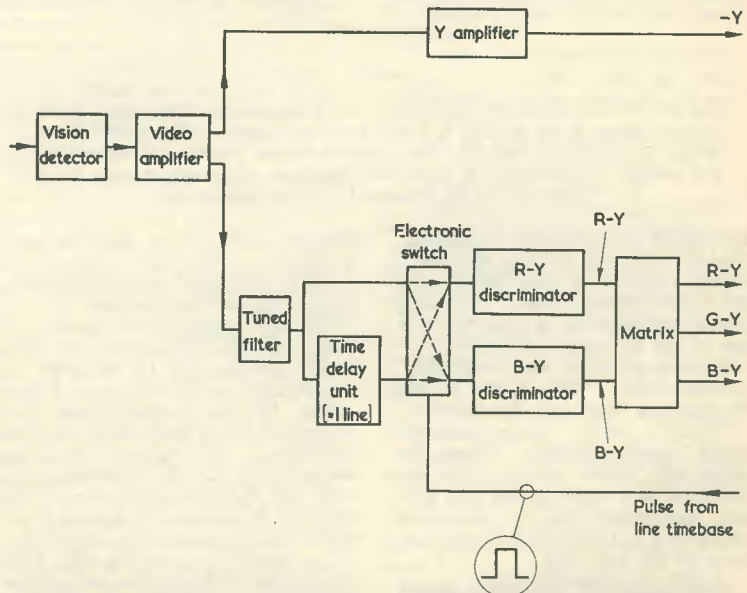 Y amplifier
-Y
Vision
detector
Video
amplifier
Electronic
switch
R-Y
R-Y
discriminator
R-Y
Tuned
filter
Time
delay
unit
[*1 line]
Matrix
G-Y
B-Y
discriminator
B-Y
B-Y
Pulse from
line timebase